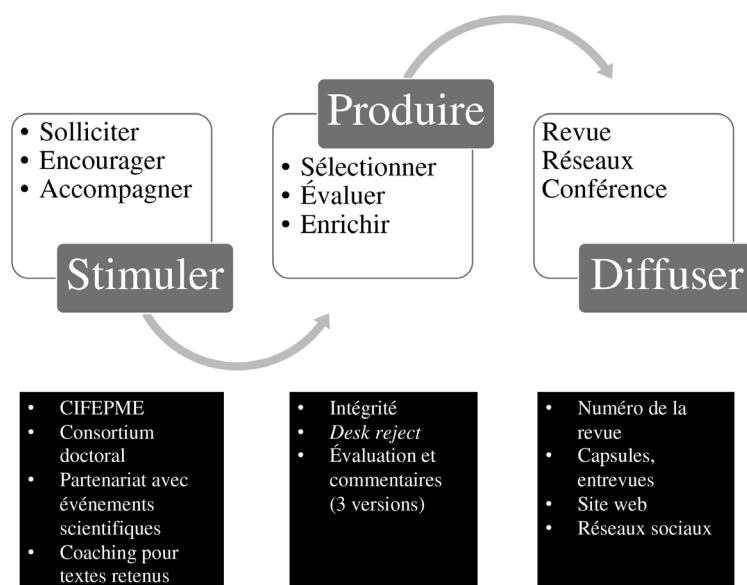 • Solliciter
• Encourager
• Accompagner
Stimuler
Produire
• Sélectionner
• Évaluer
• Enrichir
Revue
Réseaux
Conférence
Diffuser
• CIFEPME
• Consortium
doctoral
• Partenariat avec
événements
scientifiques
• Coaching pour
textes retenus
• Intégrité
• Desk reject
• Évaluation et
commentaires
(3 versions)
• Numéro de la
revue
• Capsules,
entrevues
• Site web
• Réseaux sociaux